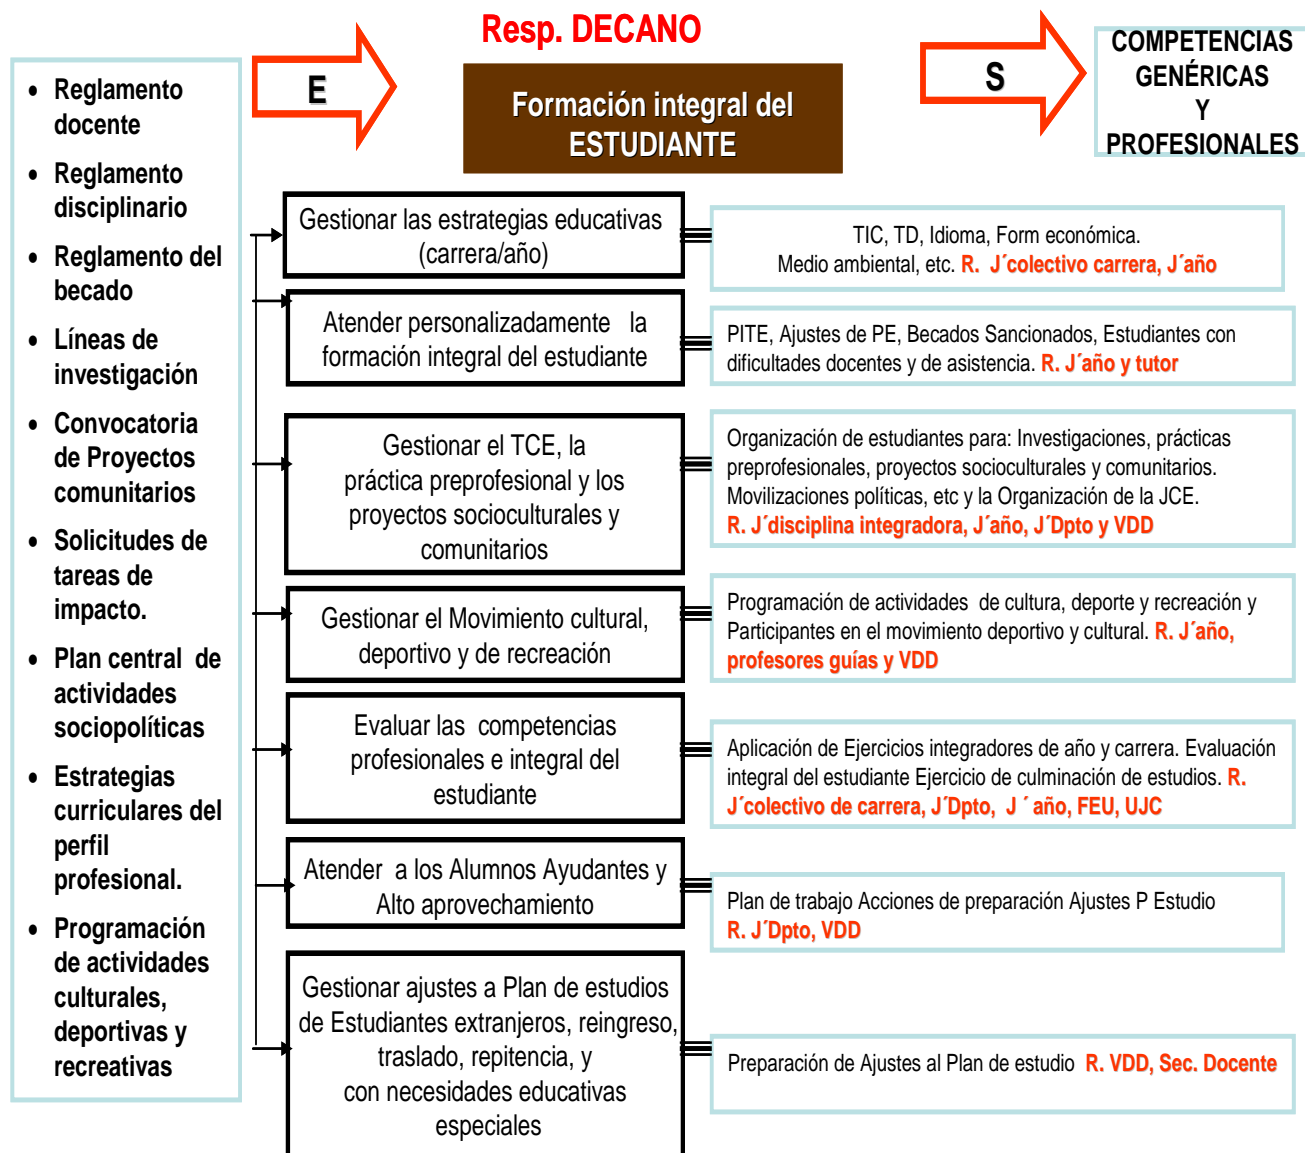 Resp. DECANO
E
Formación integral del
ESTUDIANTE
S
COMPETENCIAS
GENÉRICAS
Y
PROFESIONALES
• Reglamento
docente
• Reglamento
disciplinario
• Reglamento del
becado
• Líneas de
investigación
• Convocatoria
de Proyectos
comunitarios
• Solicitudes de
tareas de
impacto.
• Plan central de
actividades
sociopolíticas
• Estrategias
curriculares del
perfil
profesional.
• Programación
de actividades
culturales,
deportivas y
recreativas
Gestionar las estrategias educativas
(carrera/año)
TIC, TD, Idioma, Form económica.
Medio ambiental, etc. R. J´colectivo carrera, J´año
Atender personalizadamente la
formación integral del estudiante
PITE, Ajustes de PE, Becados Sancionados, Estudiantes con
dificultades docentes y de asistencia. R. J´año y tutor
Gestionar el TCE, la
práctica preprofesional y los
proyectos socioculturales y
comunitarios
Organización de estudiantes para: Investigaciones, prácticas
preprofesionales, proyectos socioculturales y comunitarios.
Movilizaciones políticas, etc y la Organización de la JCE.
R. J´disciplina integradora, J´año, J´Dpto y VDD
Gestionar el Movimiento cultural,
deportivo y de recreación
Programación de actividades de cultura, deporte y recreación y
Participantes en el movimiento deportivo y cultural. R. J´año,
profesores guías y VDD
Evaluar las competencias
profesionales e integral del
estudiante
Aplicación de Ejercicios integradores de año y carrera. Evaluación
integral del estudiante Ejercicio de culminación de estudios. R.
J´colectivo de carrera, J´Dpto, J ´ año, FEU, UJC
Atender a los Alumnos Ayudantes y
Alto aprovechamiento
Plan de trabajo Acciones de preparación Ajustes P Estudio
R. J´Dpto, VDD
Gestionar ajustes a Plan de estudios
de Estudiantes extranjeros, reingreso,
traslado, repitencia, y
con necesidades educativas
especiales
Preparación de Ajustes al Plan de estudio R. VDD, Sec. Docente